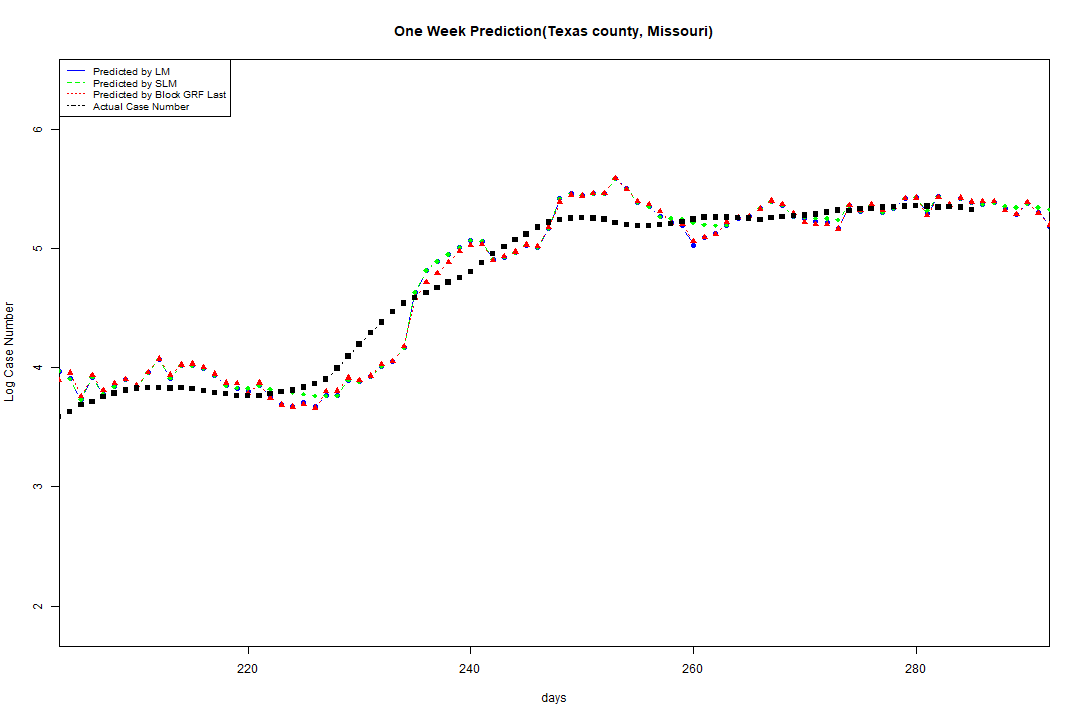 One Week Prediction(Texas county, Missouri)
Predicted by LM
Predicted by SLM
Predicted by Block GRF Last
Actual Case Number
6
5
4
3
2
Log Case Number
220 240 260 280
days